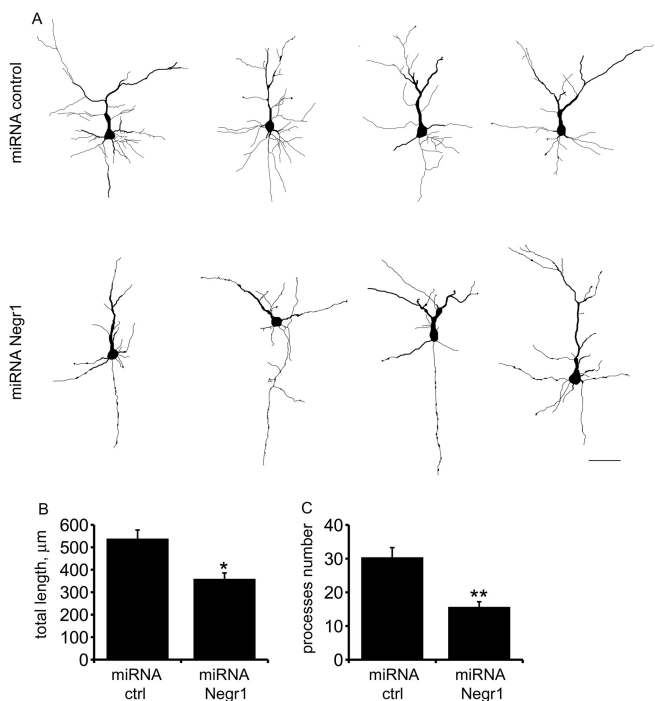 A
miRNA control
miRNA Negr1
B
total length, µm
600
500
400
300
200
100
0
*
miRNA ctrl
miRNA Negr1
C
processes number
40
30
20
10
0
**
miRNA ctrl
miRNA Negr1